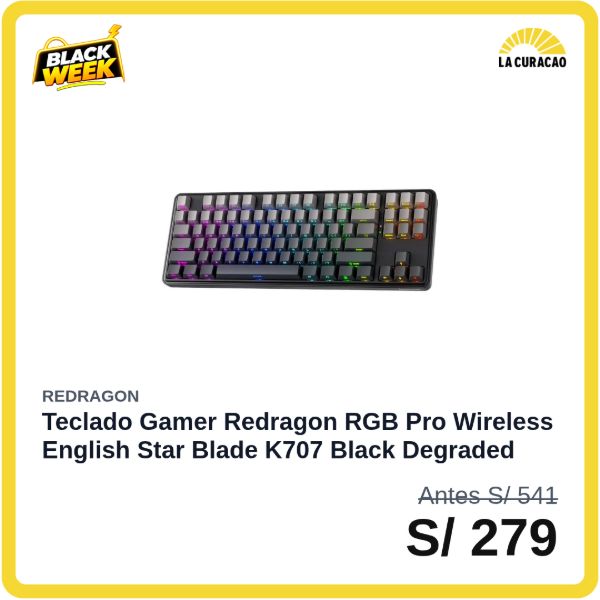 BLACK
WEEK
LA CURACAO
REDRAGON
Teclado Gamer Redragon RGB Pro Wireless
English Star Blade K707 Black Degraded
Antes S/ 541
S/ 279